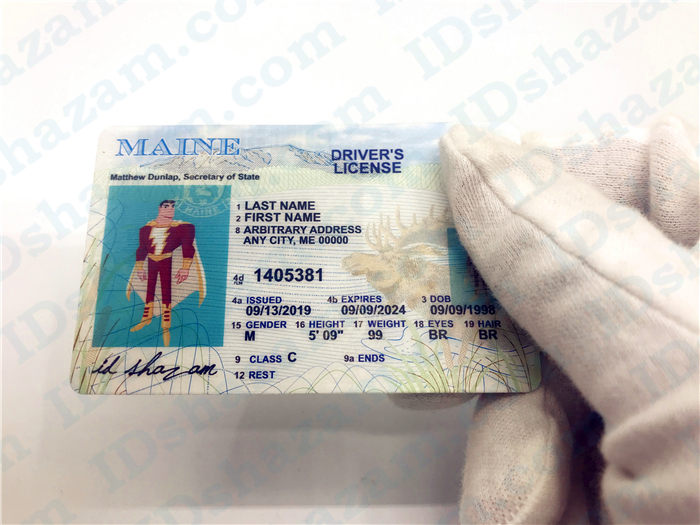 IDshazam.com
MAINE
DRIVER'S
LICENSE
Matthew Dunlap, Secretary of State
1 LAST NAME
2 FIRST NAME
8 ARBITRARY ADDRESS
ANY CITY, ME 00000
4d 1405381
4a ISSUED 4b EXPIRES 3 DOB
09/13/2019 09/09/2024 09/09/1998
15 GENDER 16 HEIGHT 17 WEIGHT 18 EYES 19 HAIR
M 5' 09" 99 BR BR
9 CLASS C 9a ENDS
12 REST
id shazam